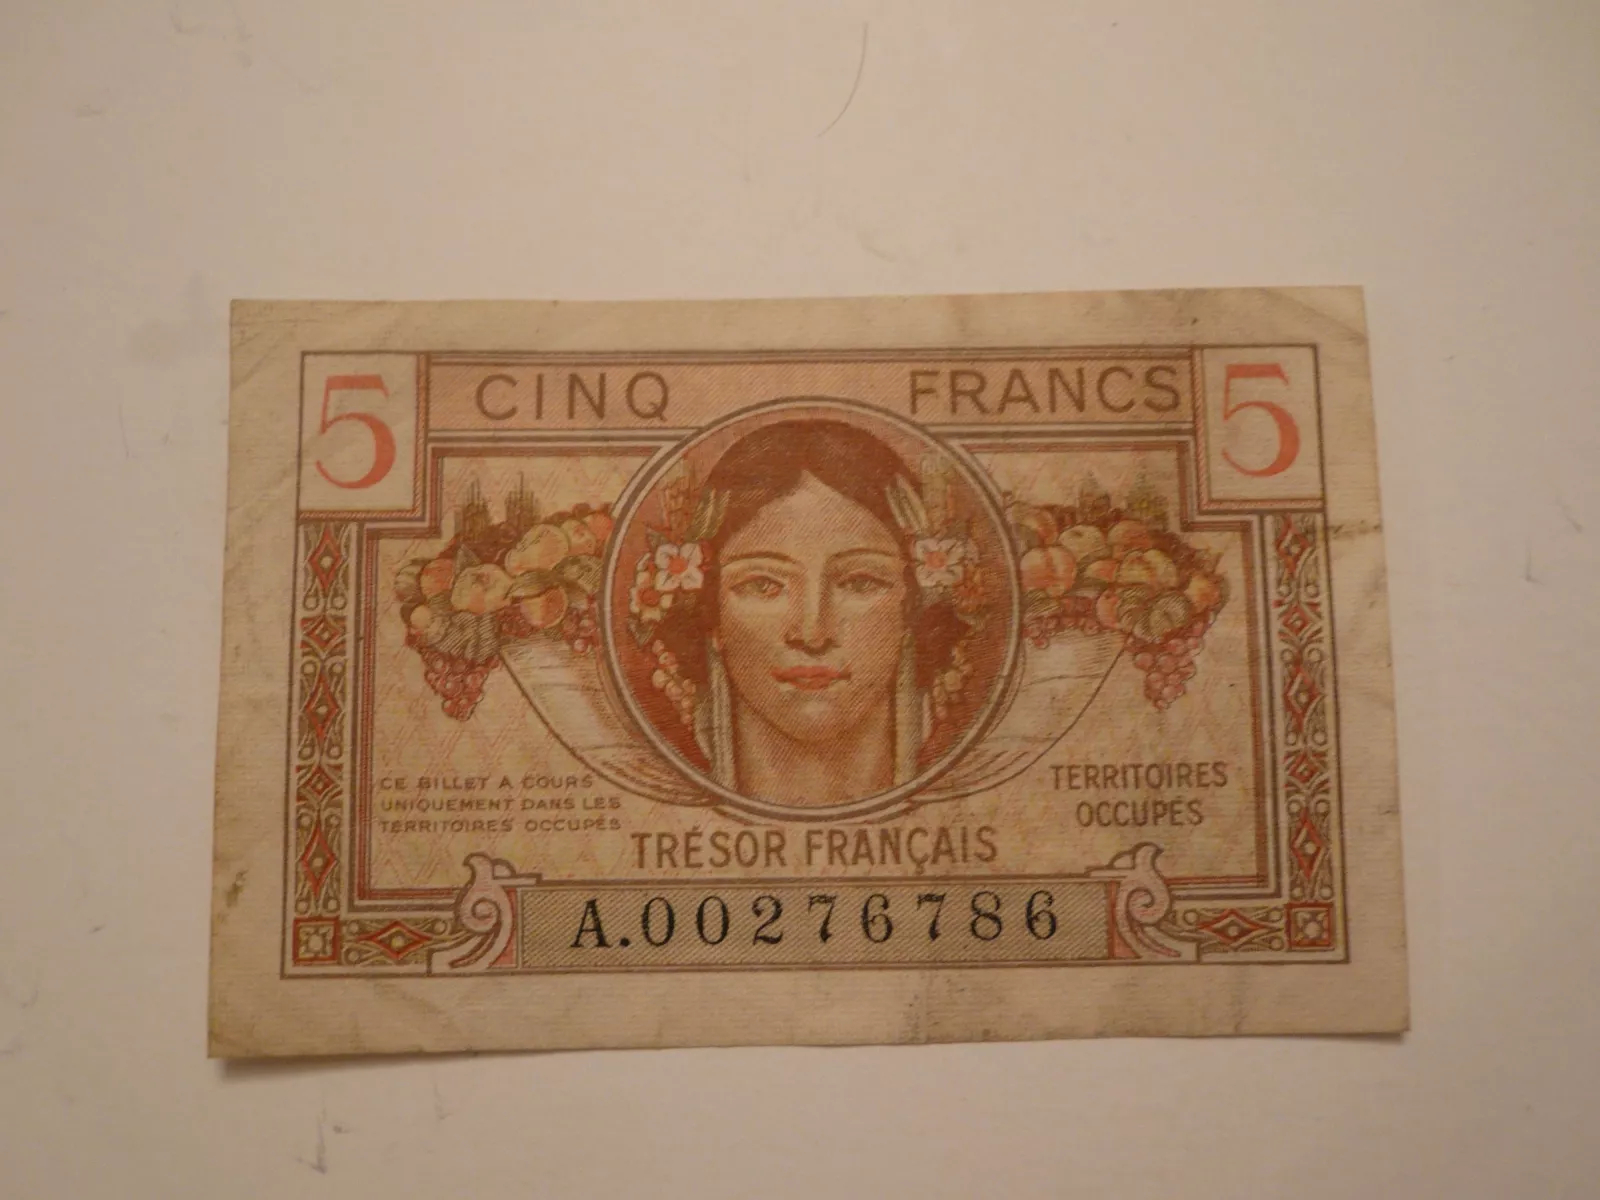 5 CINQ FRANCS 5
CE BILLET A COURS
UNIQUEMENT DANS LES
TERRITOIRES OCCUPÉS
TERRITOIRES
OCCUPÉS
TRÉSOR FRANÇAIS
A.00276786